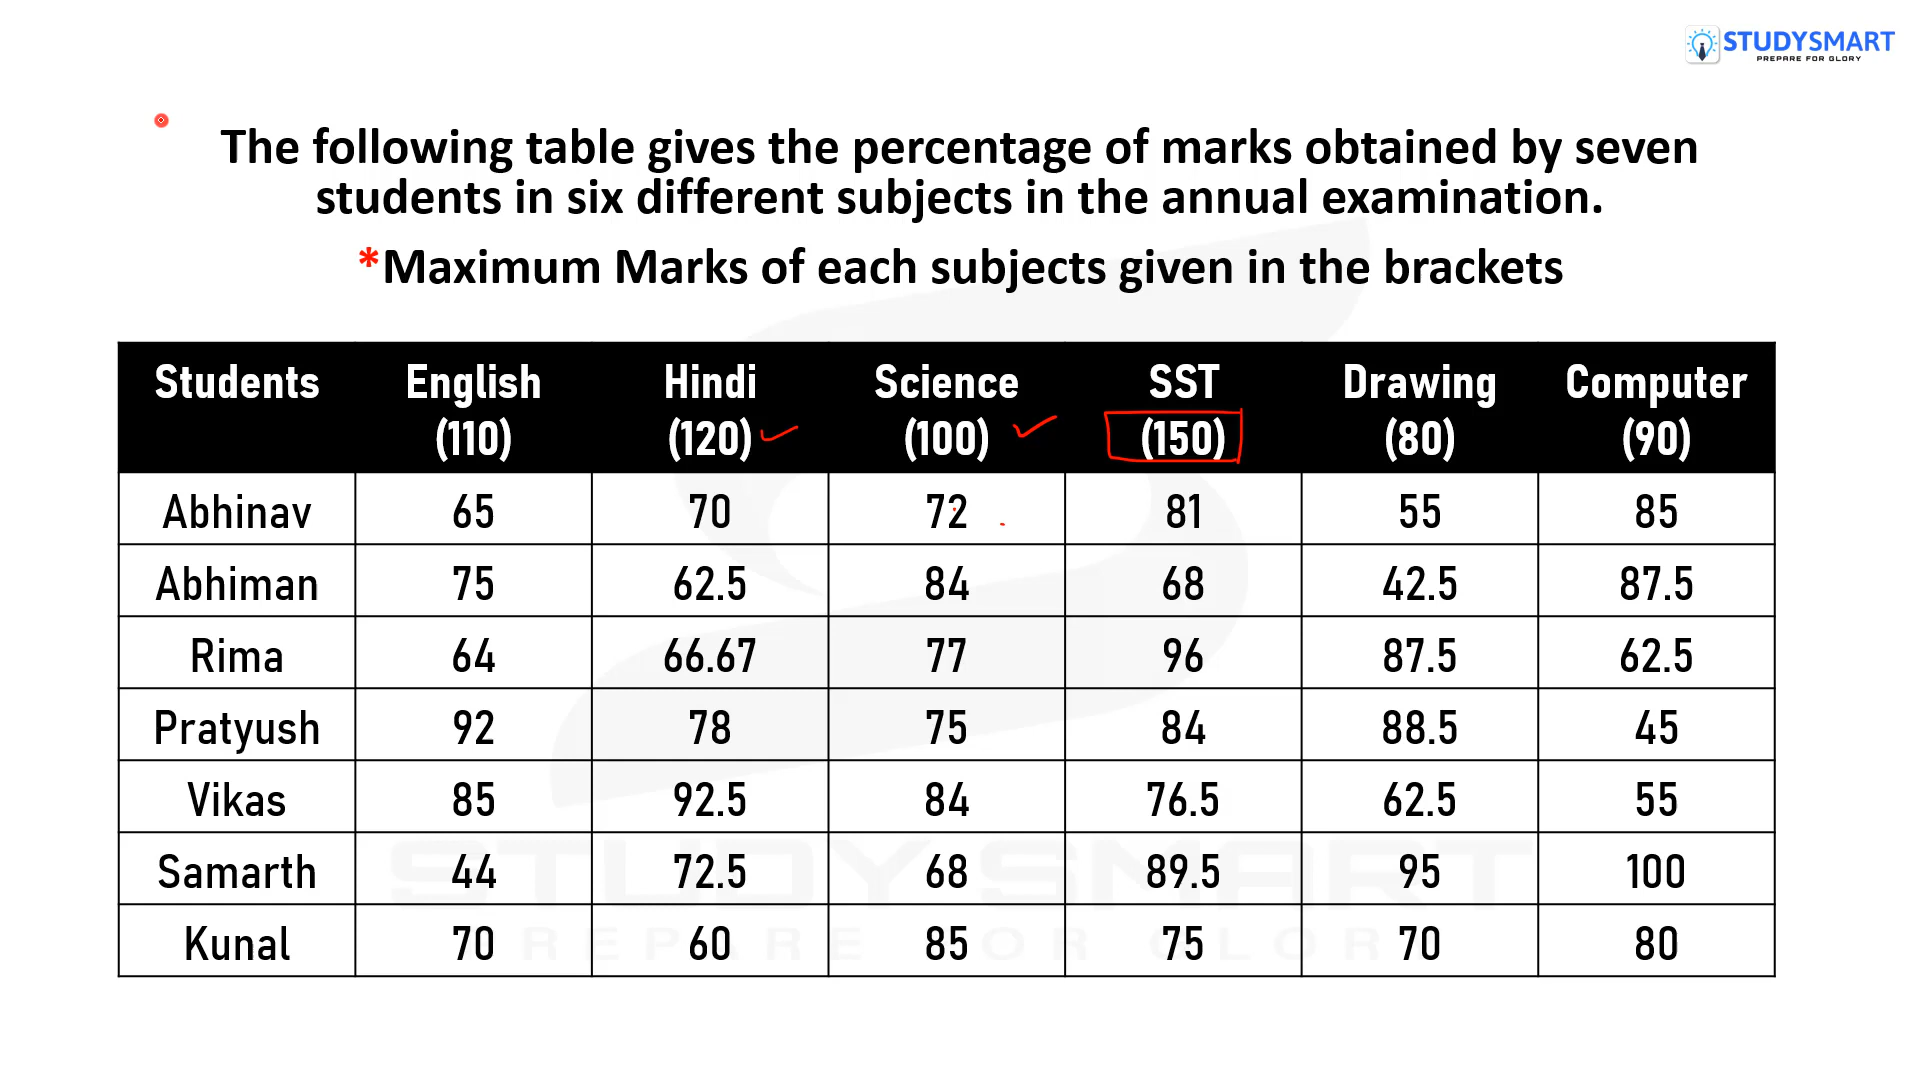 STUDYSMART
PREPARE FOR GLORY
The following table gives the percentage of marks obtained by seven
students in six different subjects in the annual examination.
*Maximum Marks of each subjects given in the brackets
Students English Hindi Science SST Drawing Computer
(110) (120) (100) (150) (80) (90)
Abhinav 65 70 72 81 55 85
Abhiman 75 62.5 84 68 42.5 87.5
Rima 64 66.67 77 96 87.5 62.5
Pratyush 92 78 75 84 88.5 45
Vikas 85 92.5 84 76.5 62.5 55
Samarth 44 72.5 68 89.5 95 100
Kunal 70 60 85 75 70 80
STUDY SMART
PREPARE FOR GLORY